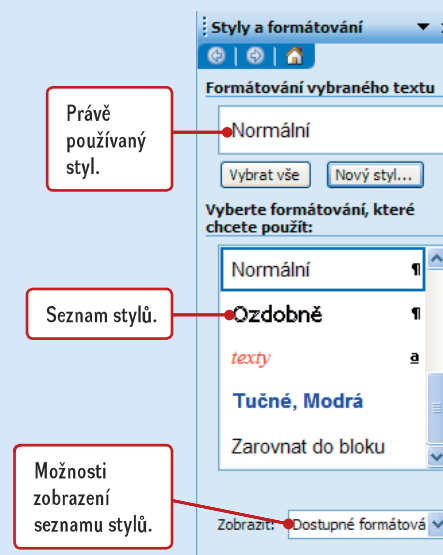 Styly a formátování
Formátování vybraného textu
Právě
používaný
styl.
Normální
Vybrat vše
Nový styl...
Vyberte formátování, které
chcete použít:
Normální ¶
Seznam stylů.
Ozdobně ¶
texty a
Tučné, Modrá
Zarovnat do bloku
Možnosti
zobrazení
seznamu stylů.
Zobrazit: Dostupné formátová